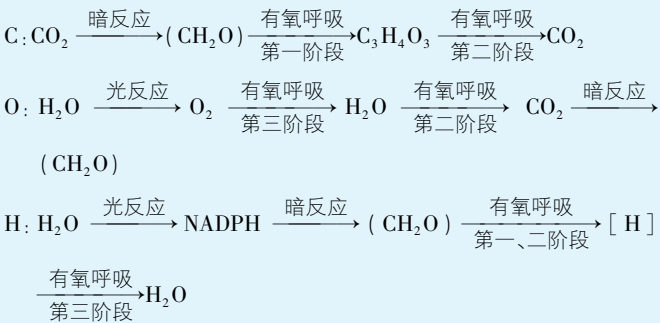 C:CO₂ 暗反应→(CH₂O) 有氧呼吸 第一阶段→C₃H₄O₃ 有氧呼吸 第二阶段→CO₂
O:H₂O 光反应→O₂ 有氧呼吸 第三阶段→H₂O 有氧呼吸 第二阶段→CO₂ 暗反应→
(CH₂O)
H:H₂O 光反应→NADPH 暗反应→(CH₂O) 有氧呼吸 第一、二阶段→[H]
有氧呼吸 第三阶段→H₂O